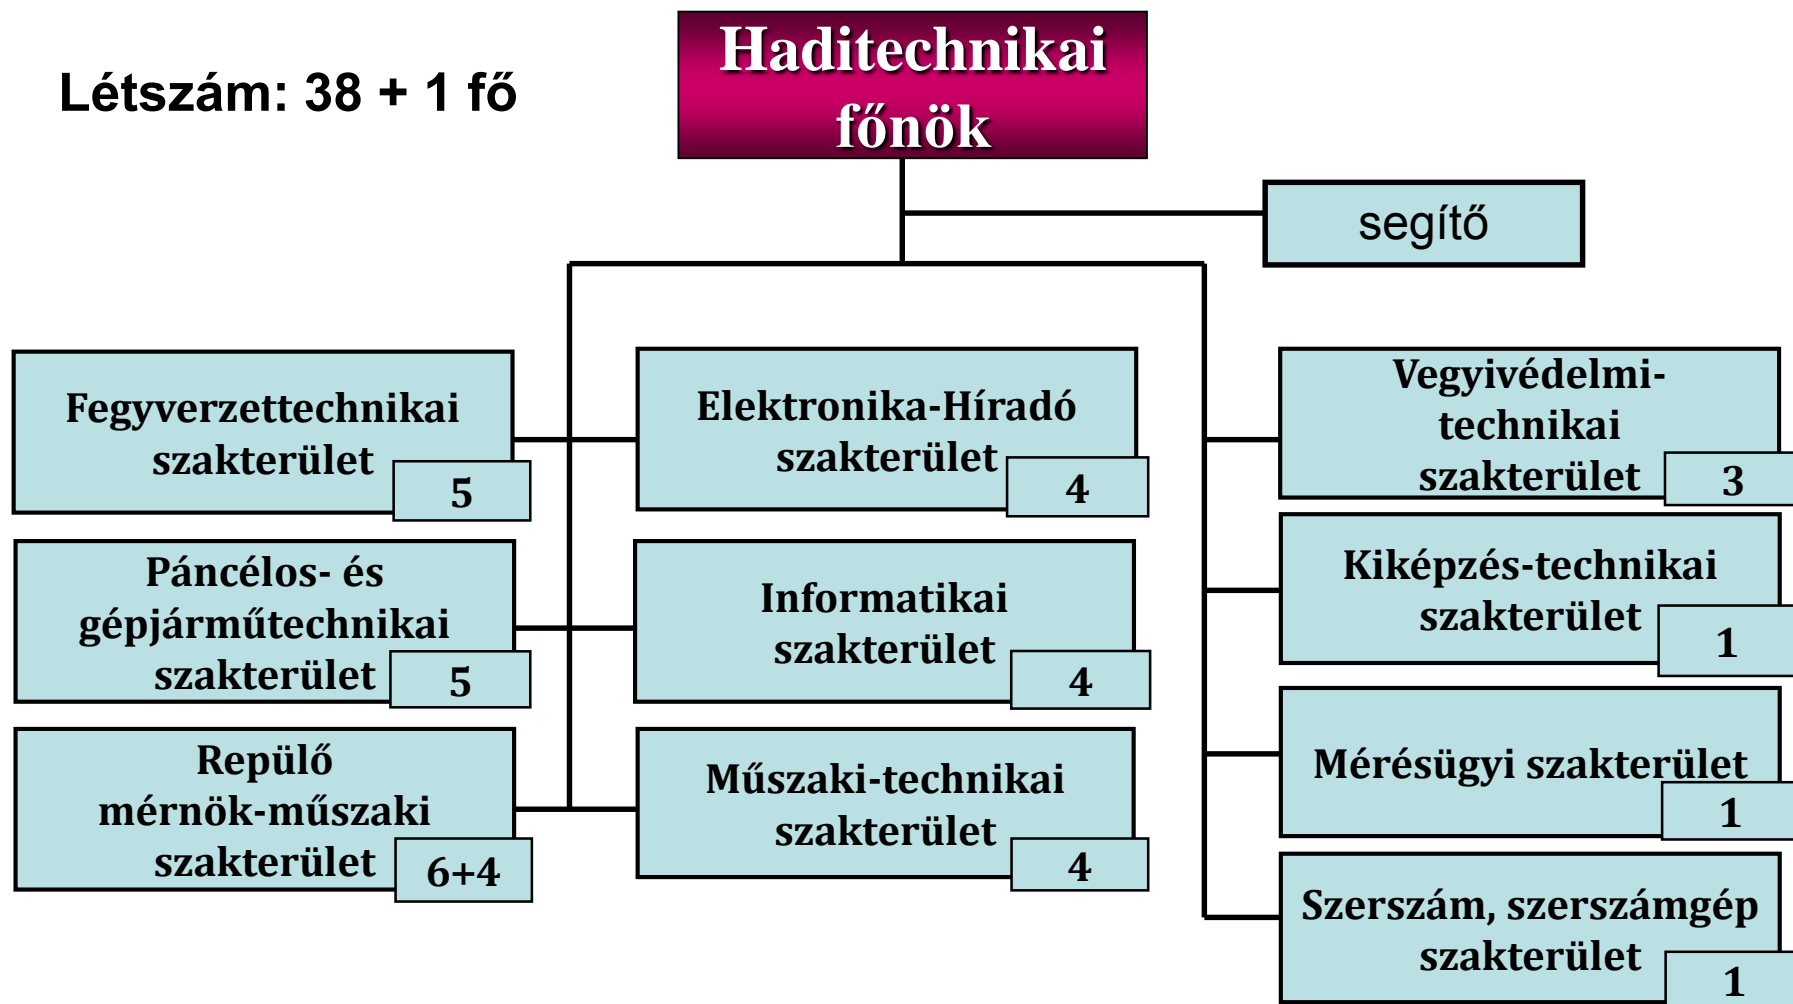 Létszám: 38 + 1 fő
Haditechnikai
főnök
segítő
Fegyverzettechnikai
szakterület
5
Páncélos- és
gépjárműtechnikai
szakterület
5
Repülő
mérnök-műszaki
szakterület
6+4
Elektronika-Híradó
szakterület
4
Informatikai
szakterület
4
Műszaki-technikai
szakterület
4
Vegyivédelmi-
technikai
szakterület
3
Kiképzés-technikai
szakterület
1
Mérésügyi szakterület
1
Szerszám, szerszámgép
szakterület
1